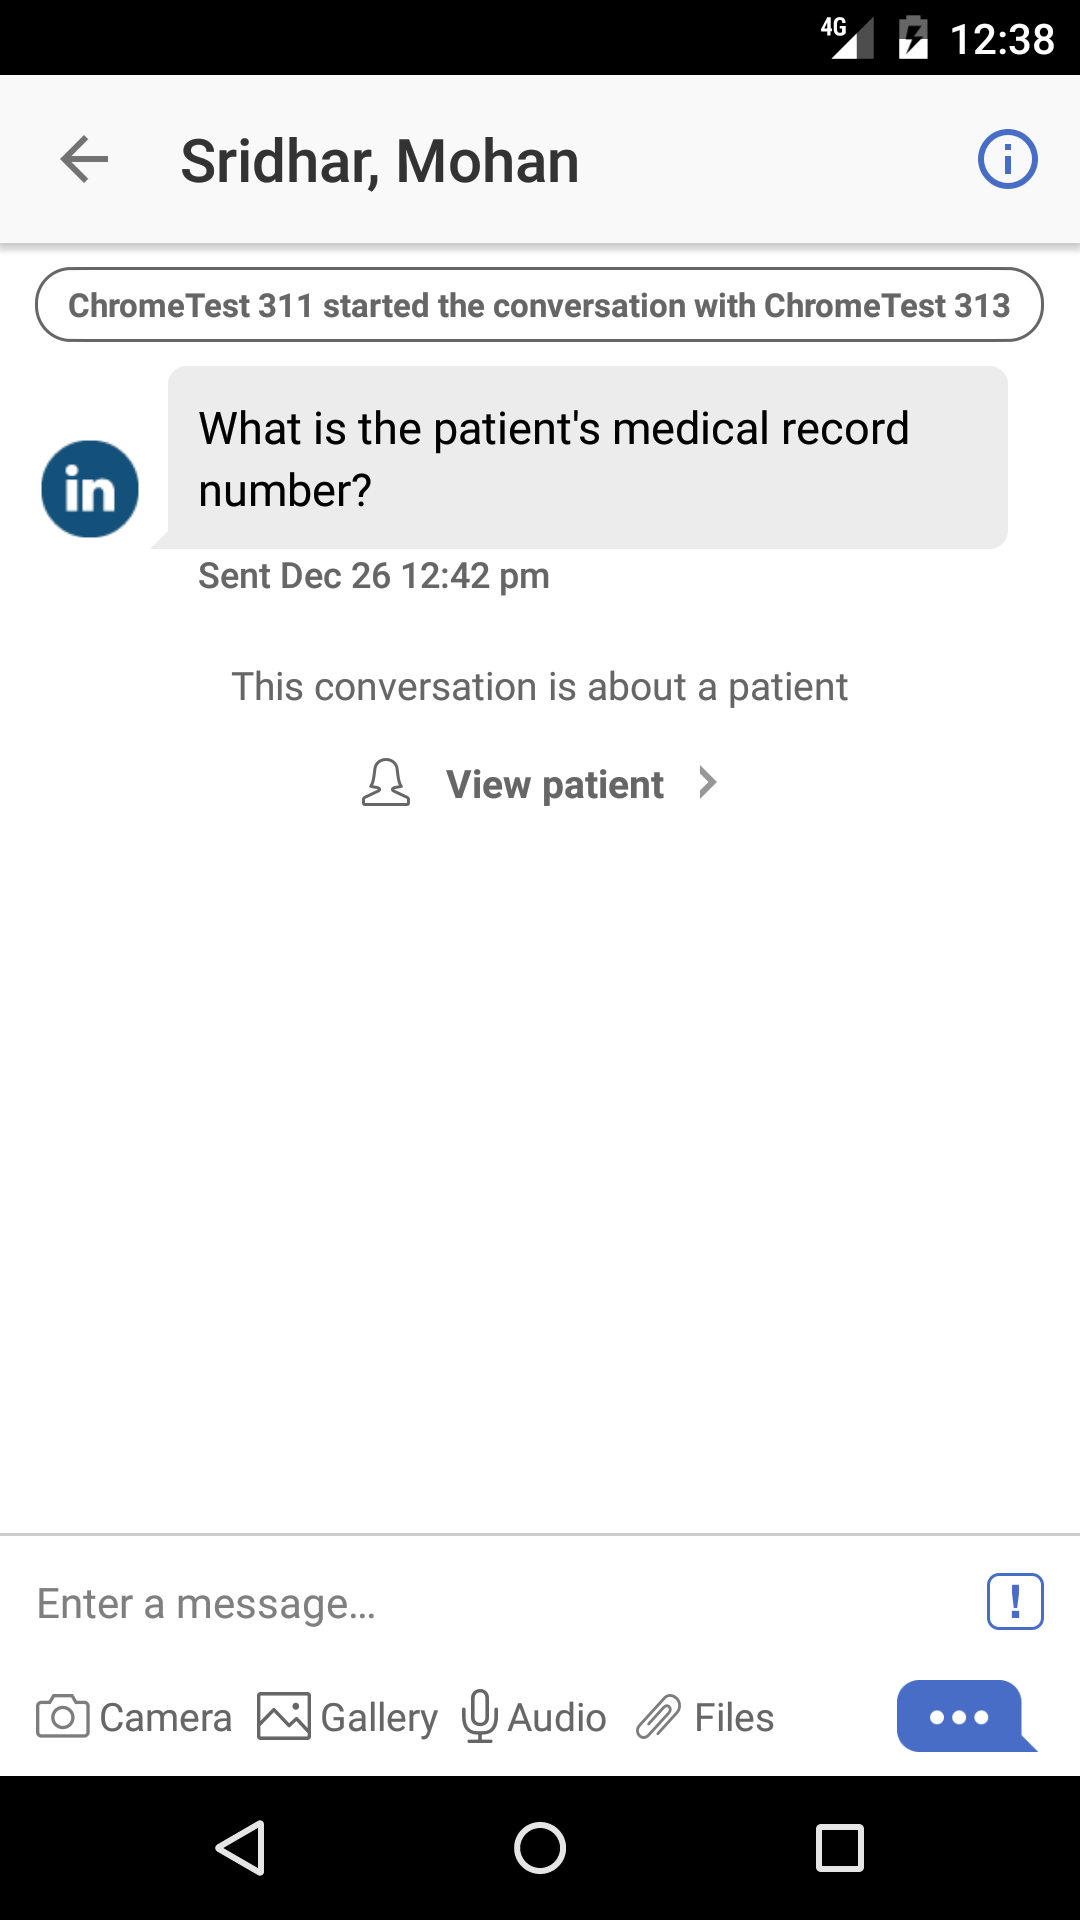 4G 12:38
Sridhar, Mohan
ChromeTest 311 started the conversation with ChromeTest 313
in
What is the patient's medical record
number?
Sent Dec 26 12:42 pm
This conversation is about a patient
View patient
Enter a message...
!
Camera Gallery Audio Files